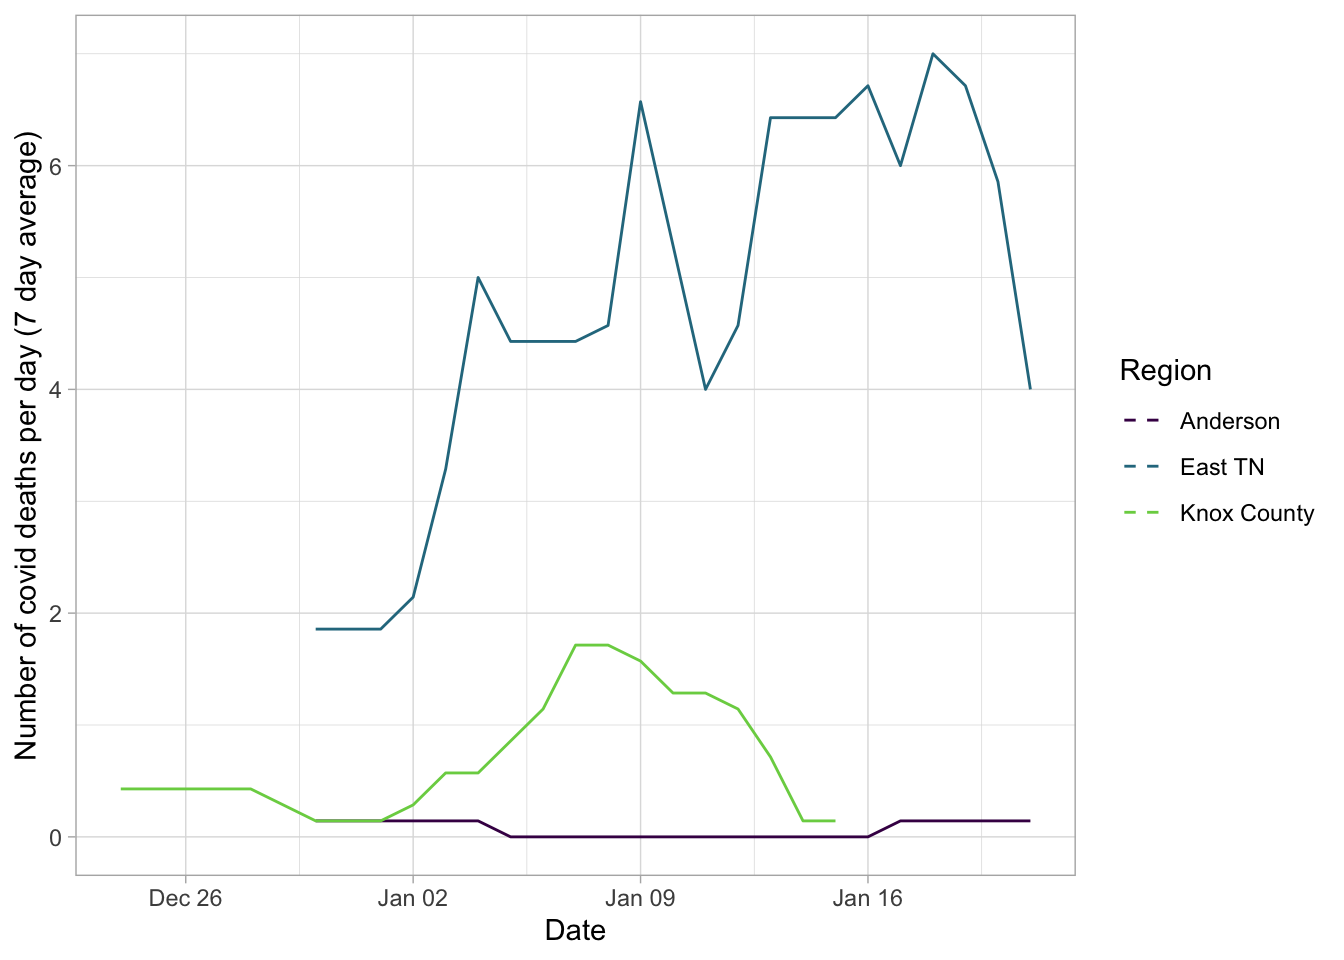 Number of covid deaths per day (7 day average)
6
4
2
0
Dec 26
Jan 02
Jan 09
Jan 16
Date
Region
Anderson
East TN
Knox County